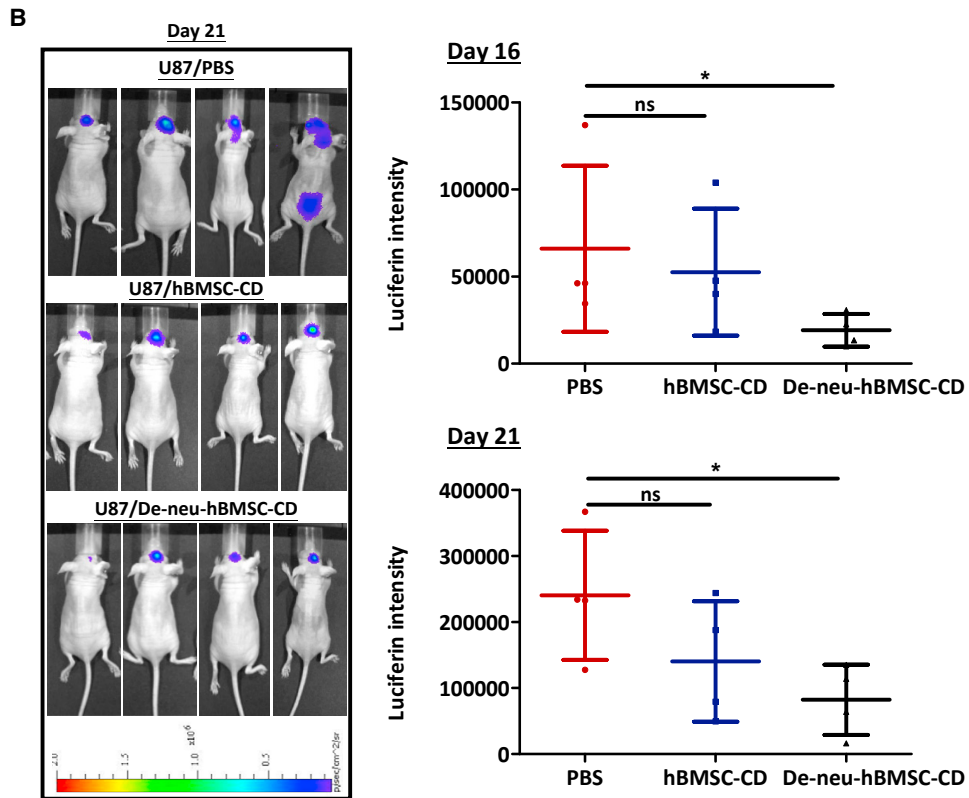 B
Day 21
U87/PBS
U87/hBMSC-CD
U87/De-neu-hBMSC-CD
2.0
1.5
1.0
x10⁶
0.5
p/sec/cm^2/sr
Day 16
*
ns
Luciferin intensity
150000
100000
50000
0
PBS hBMSC-CD De-neu-hBMSC-CD
Day 21
*
ns
Luciferin intensity
400000
300000
200000
100000
0
PBS hBMSC-CD De-neu-hBMSC-CD